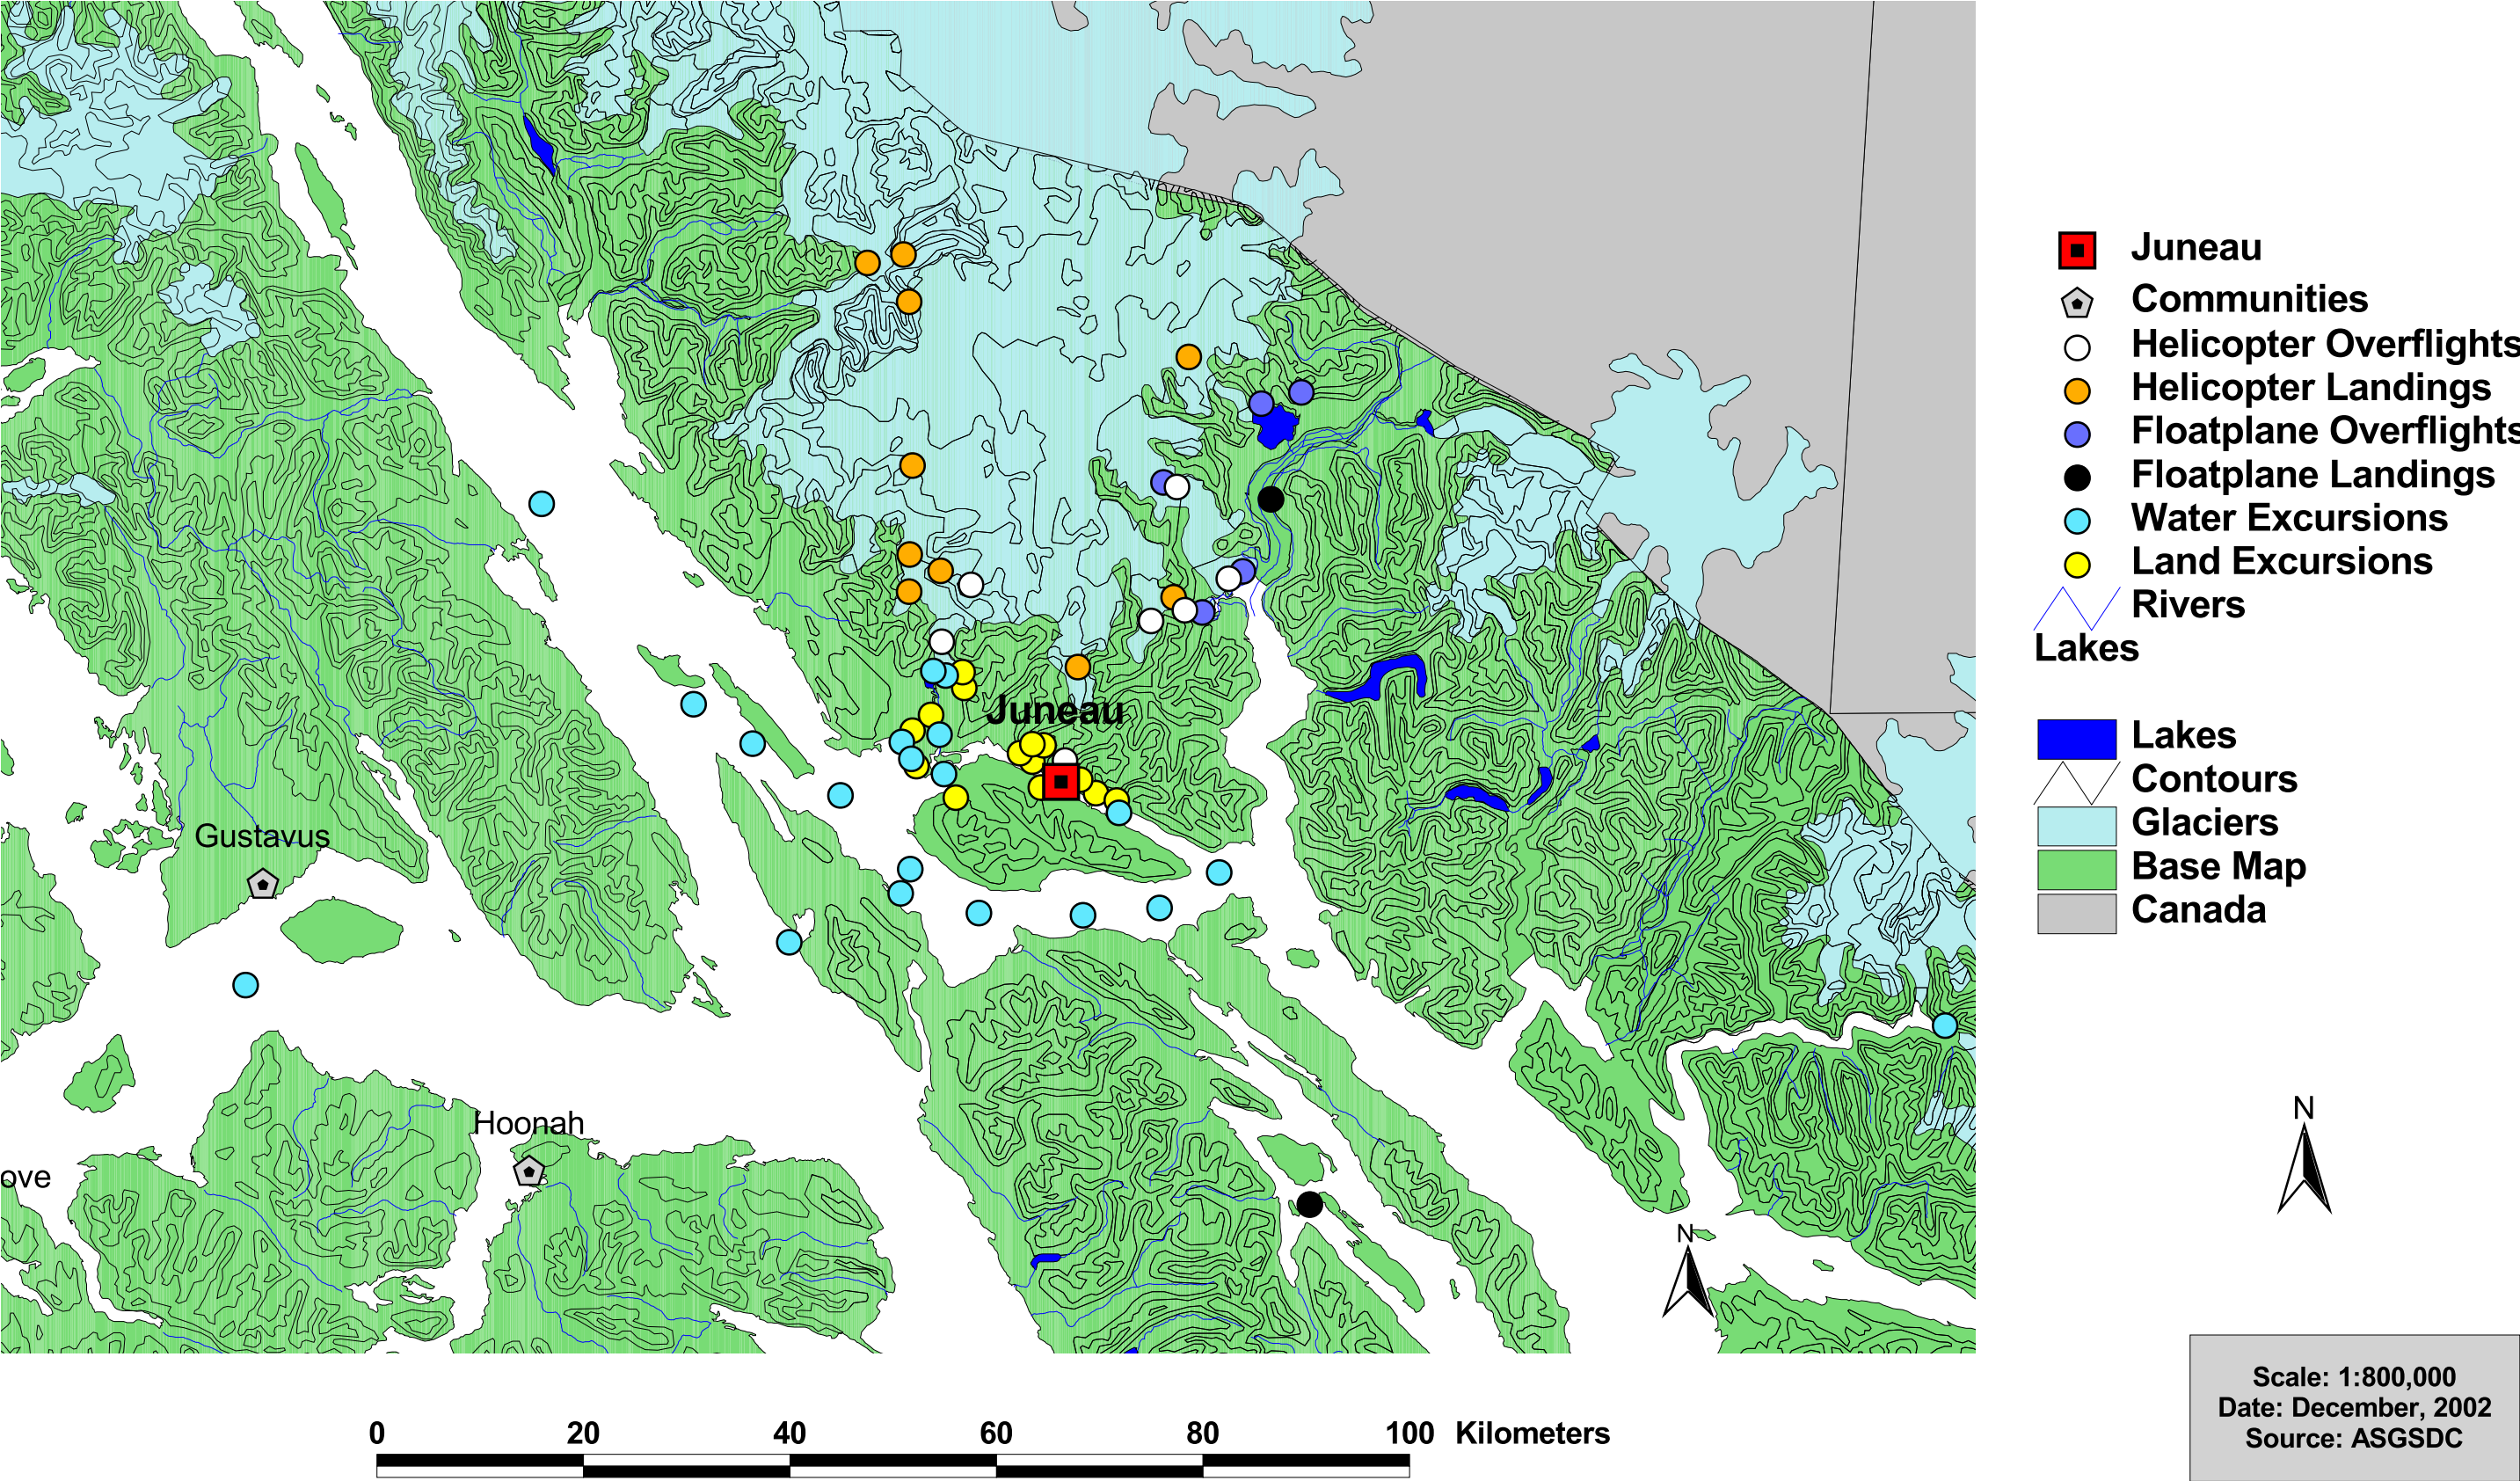 Juneau
Gustavus
Hoonah
ove
N
Juneau
Communities
Helicopter Overflights
Helicopter Landings
Floatplane Overflights
Floatplane Landings
Water Excursions
Land Excursions
Rivers
Lakes
Lakes
Contours
Glaciers
Base Map
Canada
N
0 20 40 60 80 100 Kilometers
Scale: 1:800,000
Date: December, 2002
Source: ASGSDC